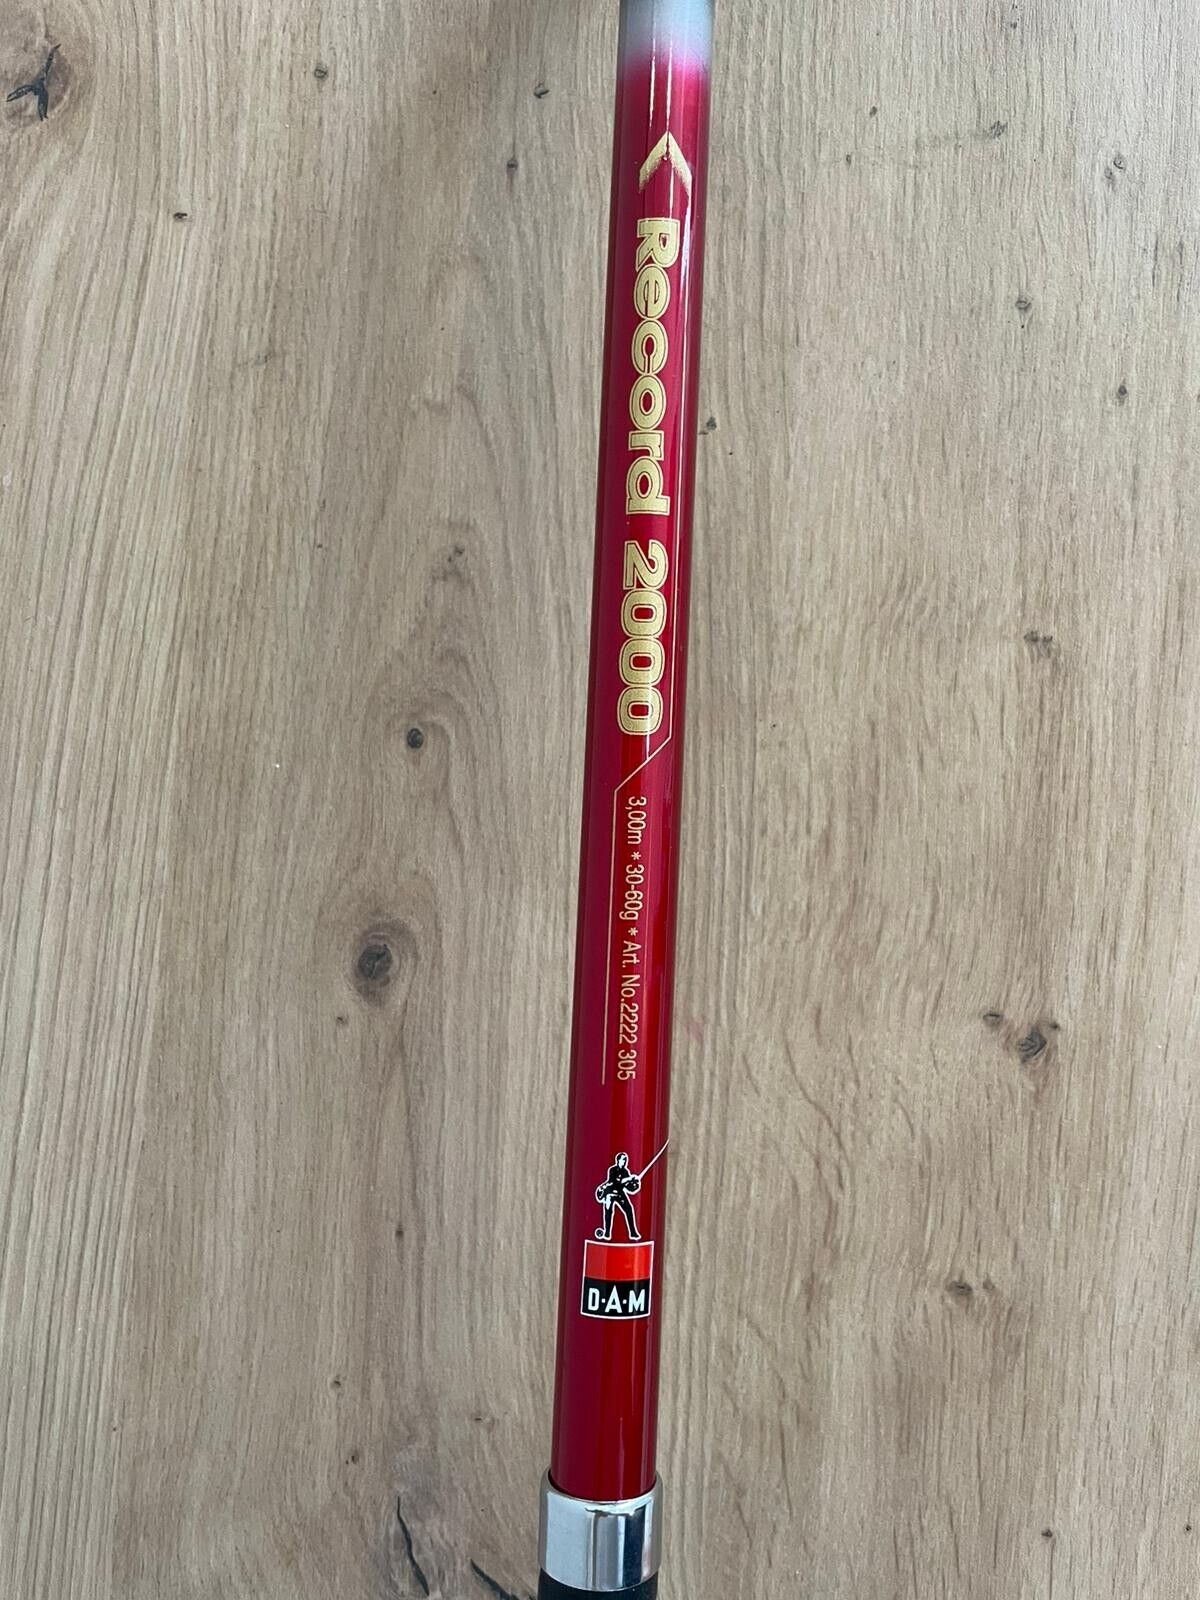 Record 2000
3,00m * 30-60g * Art. No.2222 305
D·A·M